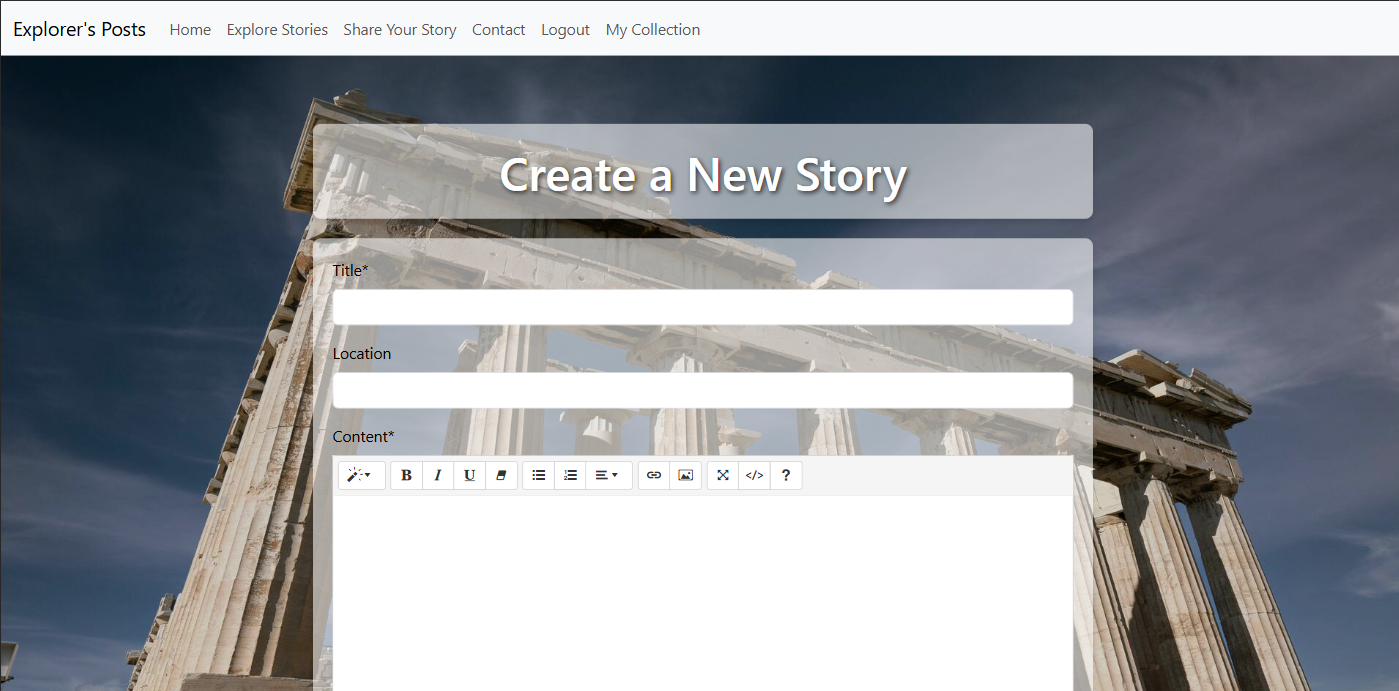 Explorer's Posts Home Explore Stories Share Your Story Contact Logout My Collection
Create a New Story
Title*
Location
Content*
B I U </> ?